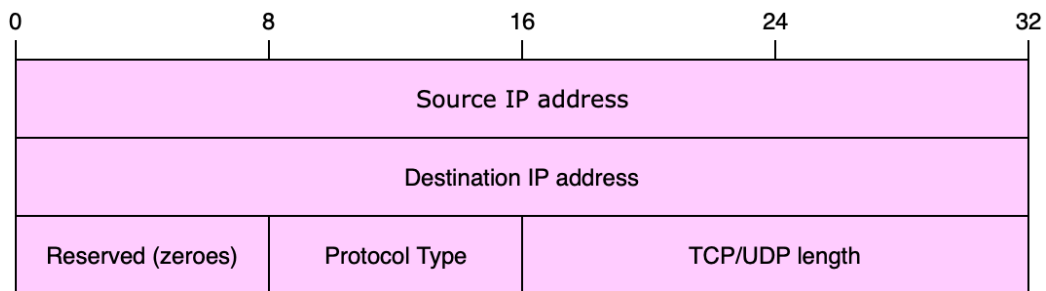 0 8 16 24 32
Source IP address
Destination IP address
Reserved (zeroes) Protocol Type TCP/UDP length